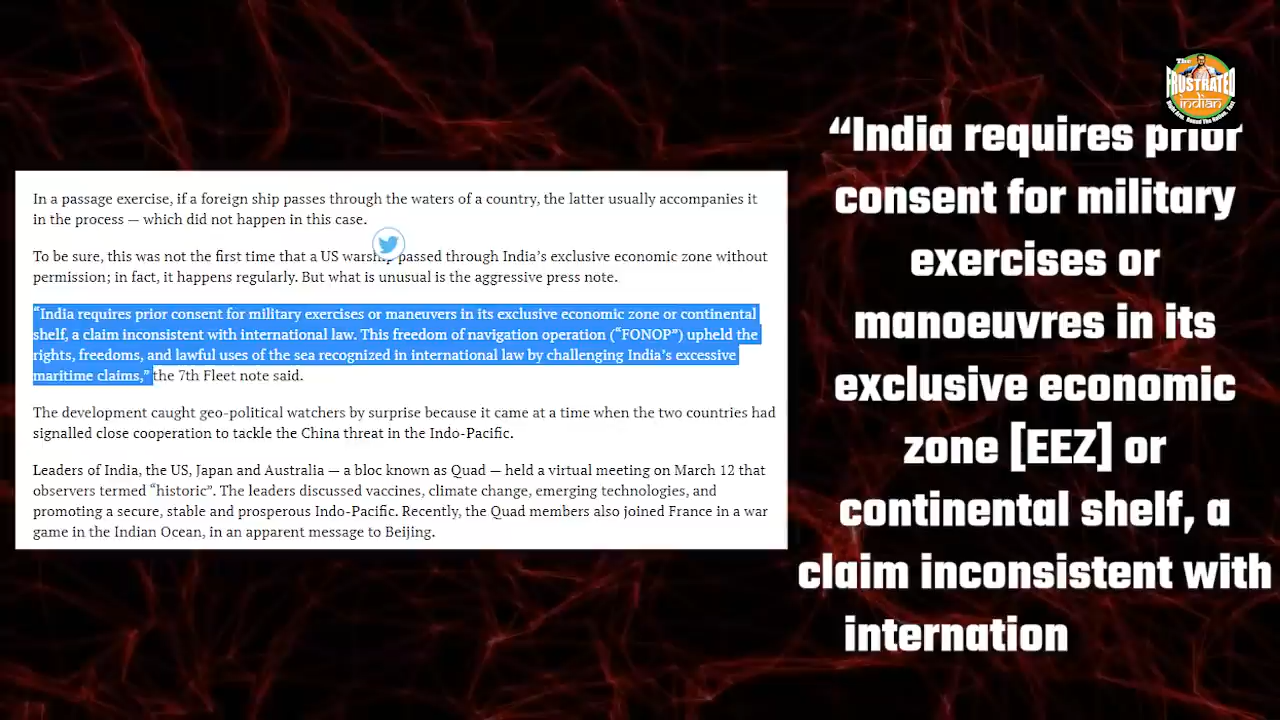 In a passage exercise, if a foreign ship passes through the waters of a country, the latter usually accompanies it
in the process — which did not happen in this case.
To be sure, this was not the first time that a US warship passed through India’s exclusive economic zone without
permission; in fact, it happens regularly. But what is unusual is the aggressive press note.
“India requires prior consent for military exercises or maneuvers in its exclusive economic zone or continental
shelf, a claim inconsistent with international law. This freedom of navigation operation (“FONOP”) upheld the
rights, freedoms, and lawful uses of the sea recognized in international law by challenging India’s excessive
maritime claims,” the 7th Fleet note said.
The development caught geo-political watchers by surprise because it came at a time when the two countries had
signalled close cooperation to tackle the China threat in the Indo-Pacific.
Leaders of India, the US, Japan and Australia — a bloc known as Quad — held a virtual meeting on March 12 that
observers termed “historic”. The leaders discussed vaccines, climate change, emerging technologies, and
promoting a secure, stable and prosperous Indo-Pacific. Recently, the Quad members also joined France in a war
game in the Indian Ocean, in an apparent message to Beijing.
The
FRUSTRATED
indian
“India requires prior
consent for military
exercises or
manoeuvres in its
exclusive economic
zone [EEZ] or
continental shelf, a
claim inconsistent with
internation